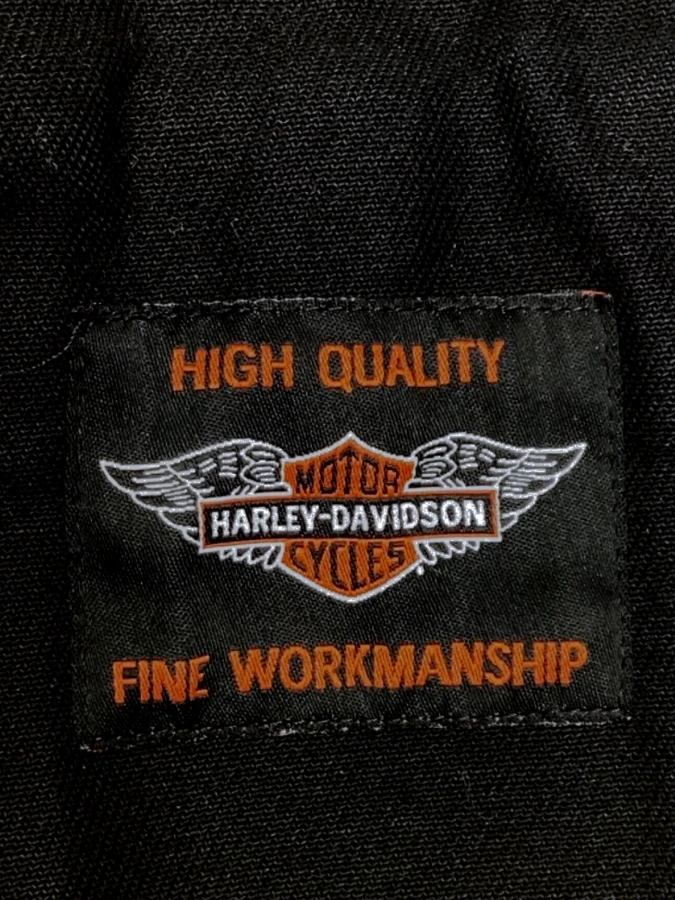 HIGH QUALITY
MOTOR
HARLEY-DAVIDSON
CYCLES
FINE WORKMANSHIP